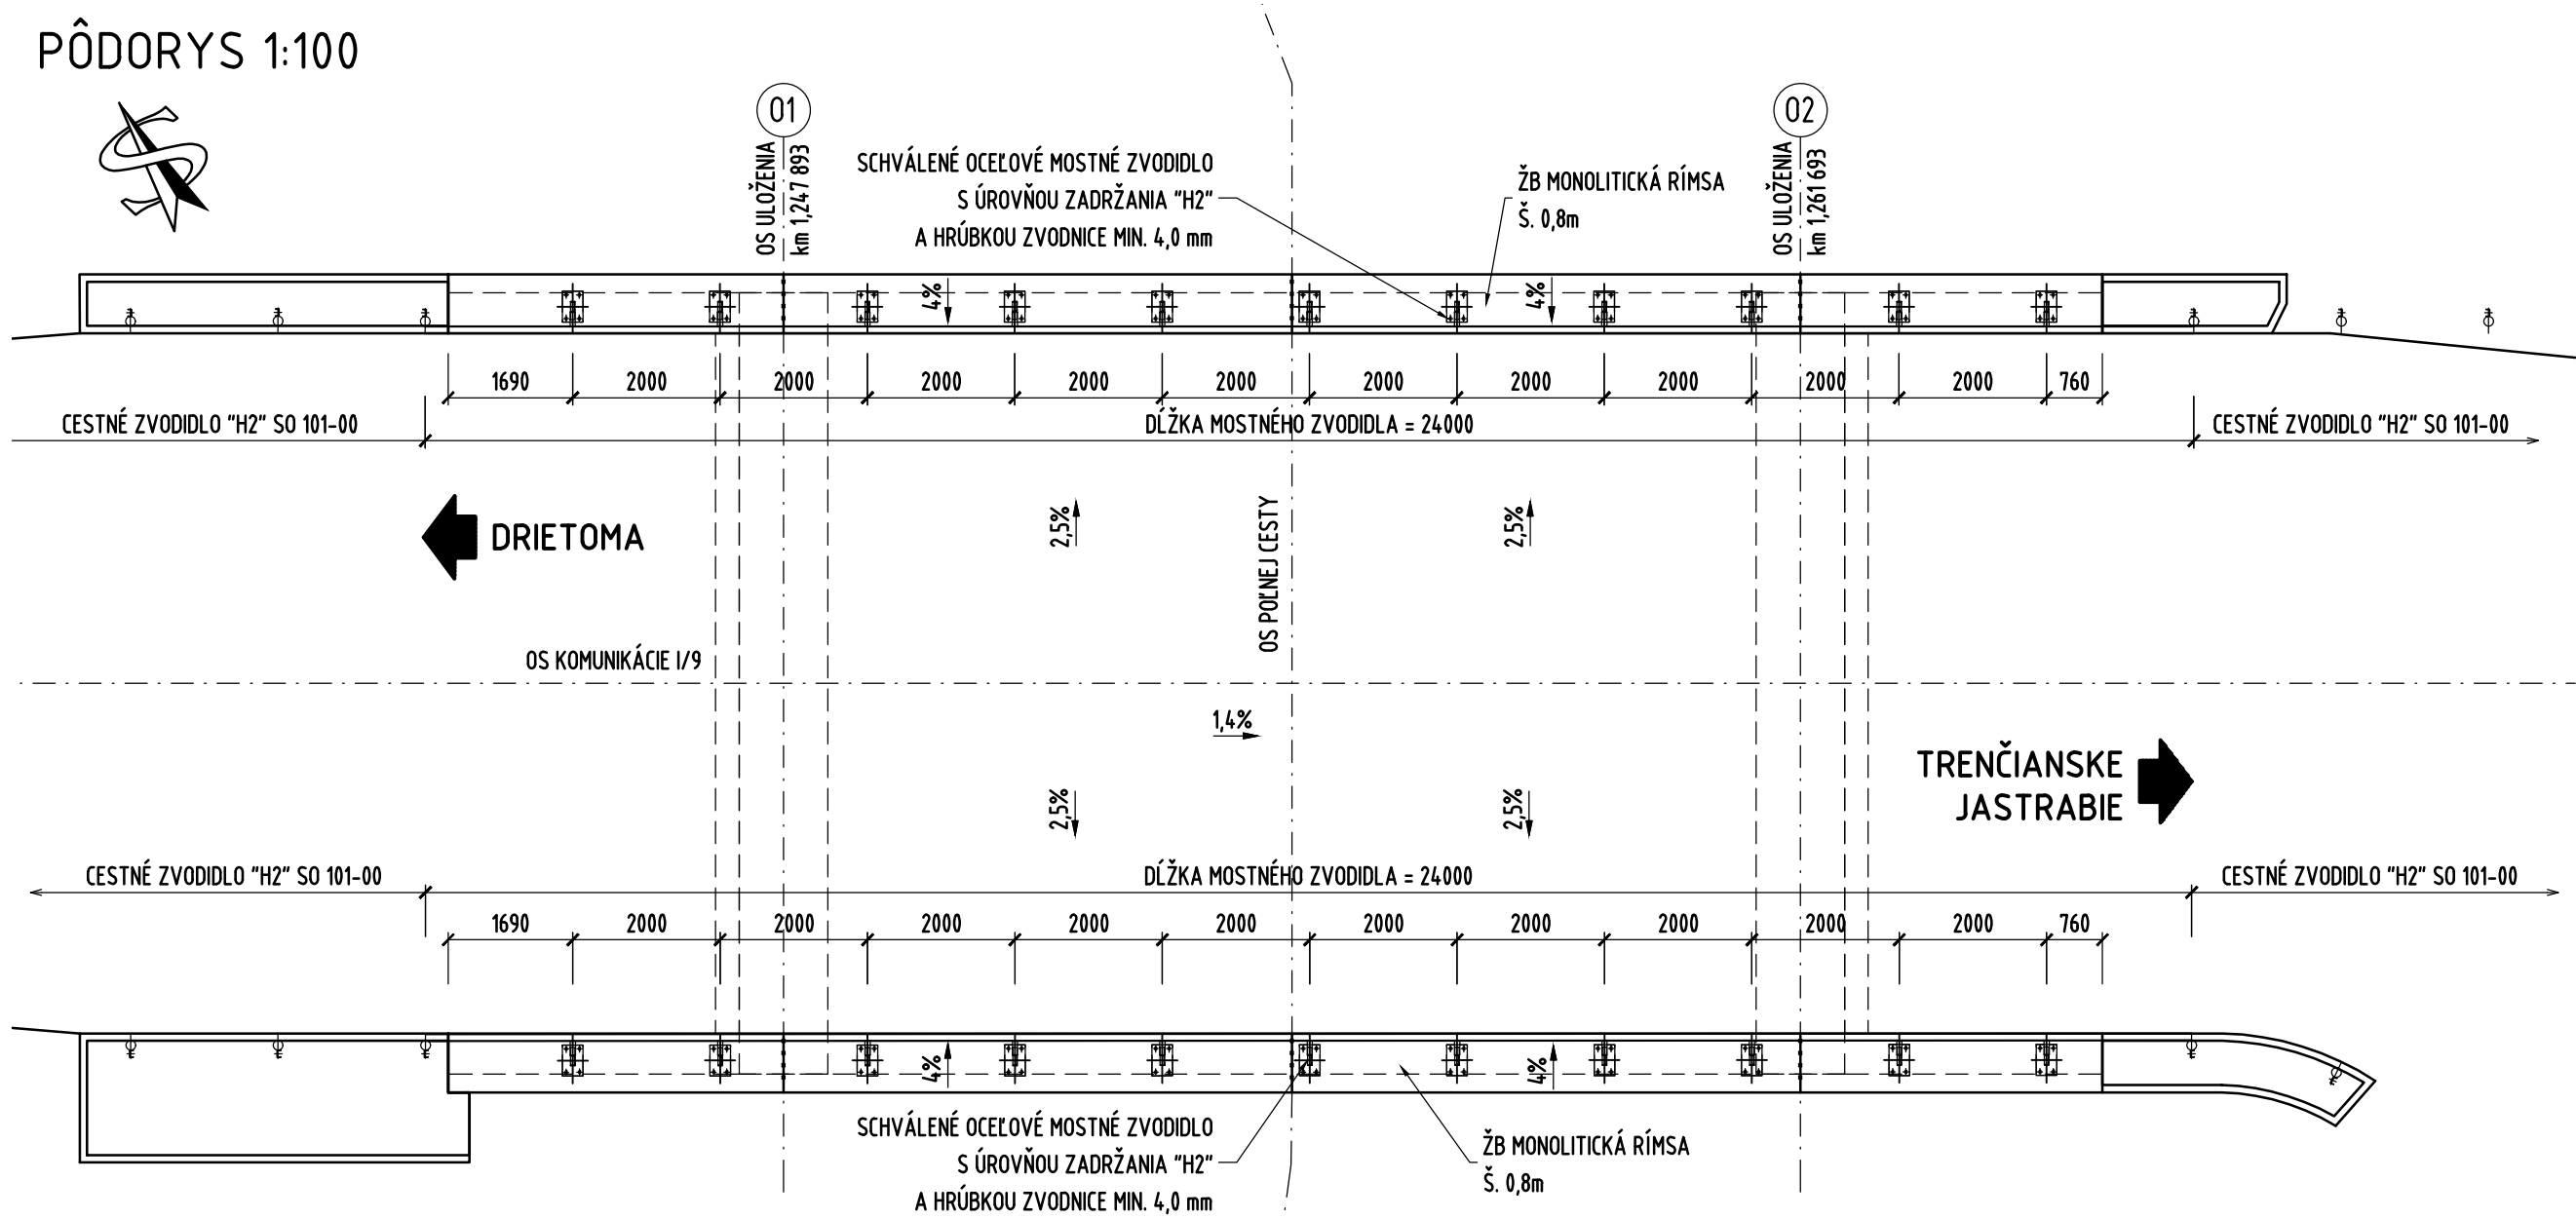 PÔDORYS 1:100
01
OS ULOŽENIA
km 1,247 893
SCHVÁLENÉ OCEĽOVÉ MOSTNÉ ZVODIDLO
S ÚROVŇOU ZADRŽANIA "H2"
A HRÚBKOU ZVODNICE MIN. 4,0 mm
ŽB MONOLITICKÁ RÍMSA
Š. 0,8m
02
OS ULOŽENIA
km 1,261 693
4%
4%
1690
2000
2000
2000
2000
2000
2000
2000
2000
2000
2000
760
CESTNÉ ZVODIDLO "H2" SO 101-00
DĹŽKA MOSTNÉHO ZVODIDLA = 24000
CESTNÉ ZVODIDLO "H2" SO 101-00
DRIETOMA
2,5%
2,5%
OS POĽNEJ CESTY
OS KOMUNIKÁCIE I/9
1,4%
TRENČIANSKE
JASTRABIE
2,5%
2,5%
CESTNÉ ZVODIDLO "H2" SO 101-00
DĹŽKA MOSTNÉHO ZVODIDLA = 24000
CESTNÉ ZVODIDLO "H2" SO 101-00
1690
2000
2000
2000
2000
2000
2000
2000
2000
2000
2000
760
4%
4%
SCHVÁLENÉ OCEĽOVÉ MOSTNÉ ZVODIDLO
S ÚROVŇOU ZADRŽANIA "H2"
A HRÚBKOU ZVODNICE MIN. 4,0 mm
ŽB MONOLITICKÁ RÍMSA
Š. 0,8m